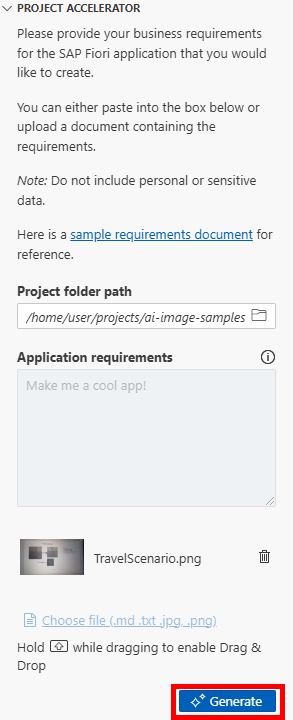 PROJECT ACCELERATOR
Please provide your business requirements
for the SAP Fiori application that you would
like to create.
You can either paste into the box below or
upload a document containing the
requirements.
Note: Do not include personal or sensitive
data.
Here is a sample requirements document for
reference.
Project folder path
/home/user/projects/ai-image-samples
Application requirements
Make me a cool app!
TravelScenario.png
Choose file (.md .txt .jpg, .png)
Hold while dragging to enable Drag &
Drop
Generate